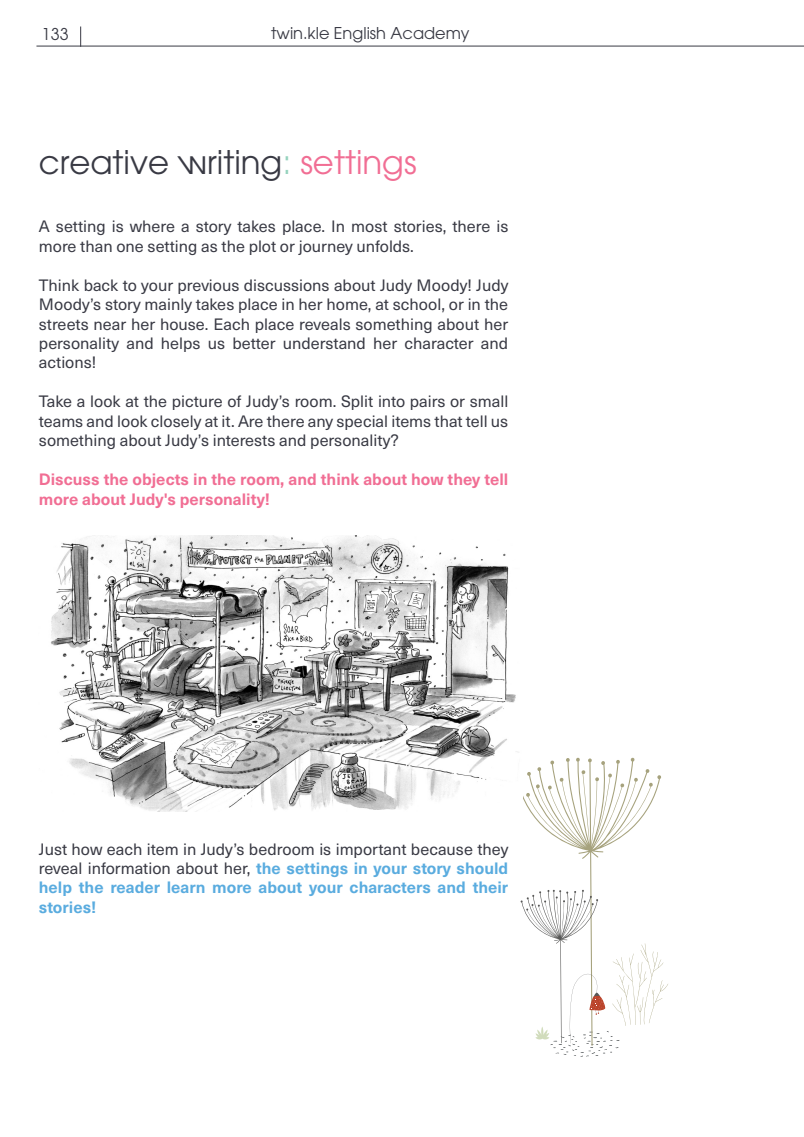 133
twin.kle English Academy
creative writing: settings
A setting is where a story takes place. In most stories, there is
more than one setting as the plot or journey unfolds.
Think back to your previous discussions about Judy Moody! Judy
Moody's story mainly takes place in her home, at school, or in the
streets near her house. Each place reveals something about her
personality and helps us better understand her character and
actions!
Take a look at the picture of Judy's room. Split into pairs or small
teams and look closely at it. Are there any special items that tell us
something about Judy's interests and personality?
Discuss the objects in the room, and think about how they tell
more about Judy's personality!
EL SOL
PROTECT the PLANET
SOAR
LIKE A BIRD
PRIVATE
COLLECTION
JELLY
BEAN
Just how each item in Judy's bedroom is important because they
reveal information about her, the settings in your story should
help the reader learn more about your characters and their
stories!